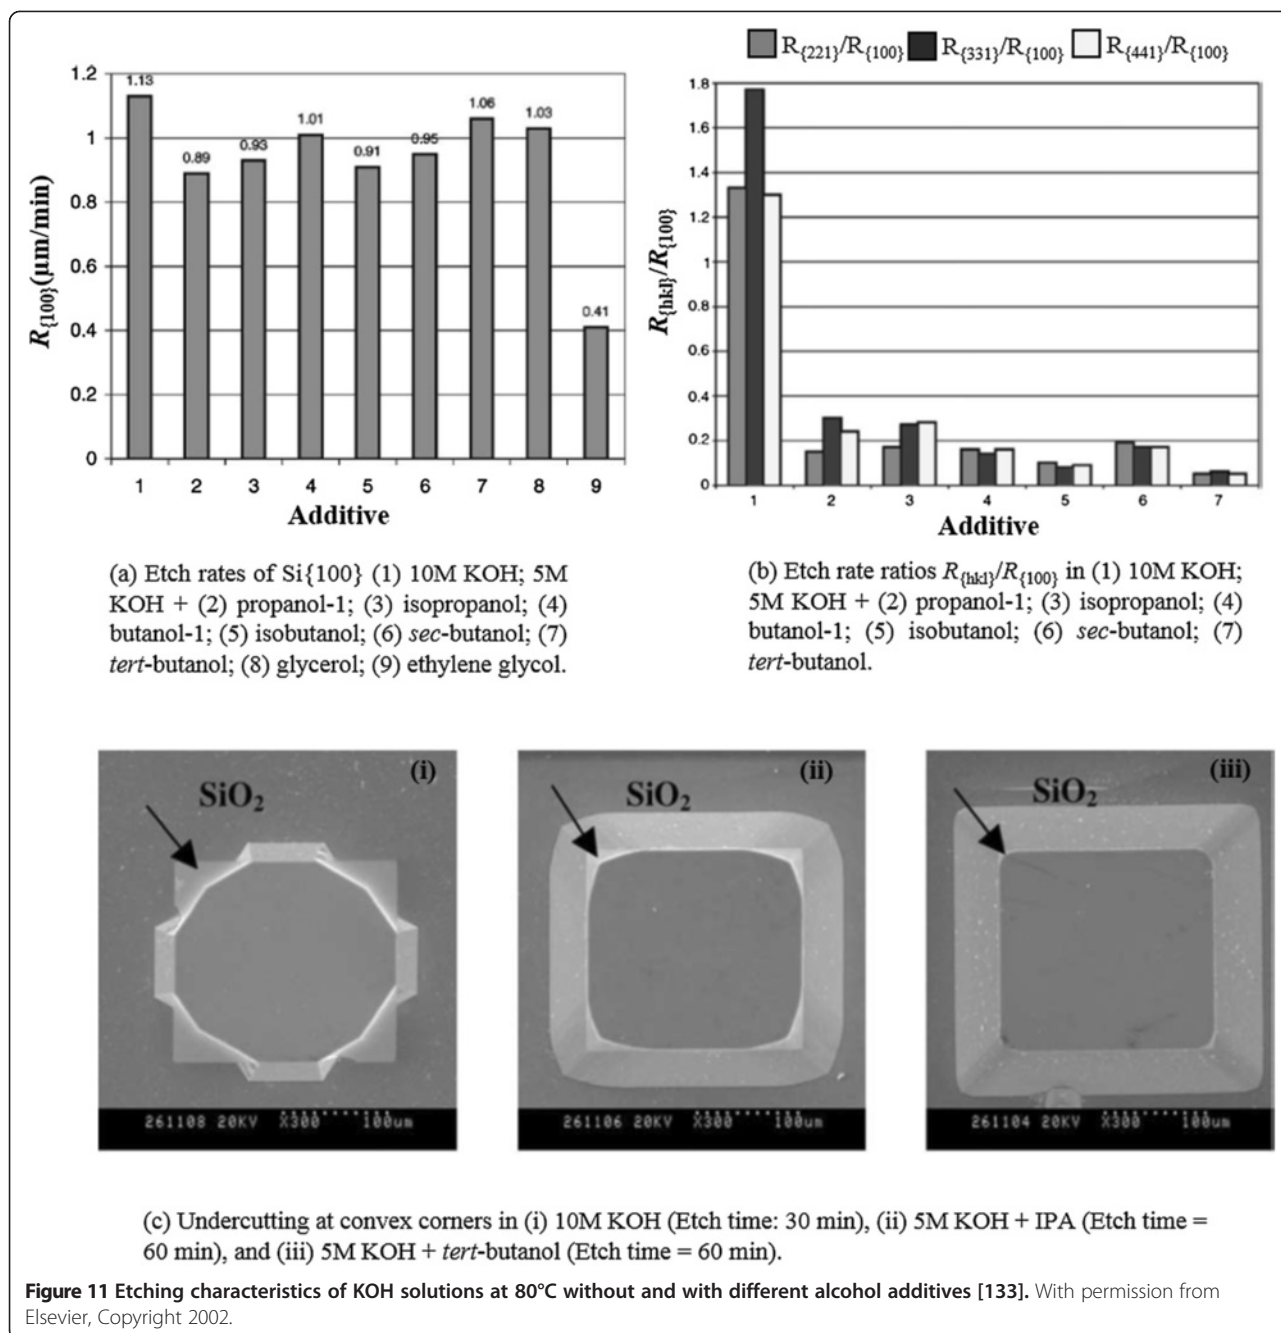 R{221}/R{100} R{331}/R{100} R{441}/R{100}
R{100}(μm/min)
1.2
1
0.8
0.6
0.4
0.2
0
1.13
0.89
0.93
1.01
0.91
0.95
1.06
1.03
0.41
1 2 3 4 5 6 7 8 9
Additive
R{hkl}/R{100}
1.8
1.6
1.4
1.2
1
0.8
0.6
0.4
0.2
0
1 2 3 4 5 6 7
Additive
(a) Etch rates of Si{100} (1) 10M KOH; 5M
KOH + (2) propanol-1; (3) isopropanol; (4)
butanol-1; (5) isobutanol; (6) sec-butanol; (7)
tert-butanol; (8) glycerol; (9) ethylene glycol.
(b) Etch rate ratios R{hkl}/R{100} in (1) 10M KOH;
5M KOH + (2) propanol-1; (3) isopropanol; (4)
butanol-1; (5) isobutanol; (6) sec-butanol; (7)
tert-butanol.
(i)
SiO2
261108 20KV X300 100um
(ii)
SiO2
261106 20KV X300 100um
(iii)
SiO2
261104 20KV X300 100um
(c) Undercutting at convex corners in (i) 10M KOH (Etch time: 30 min), (ii) 5M KOH + IPA (Etch time =
60 min), and (iii) 5M KOH + tert-butanol (Etch time = 60 min).
Figure 11 Etching characteristics of KOH solutions at 80°C without and with different alcohol additives [133]. With permission from
Elsevier, Copyright 2002.